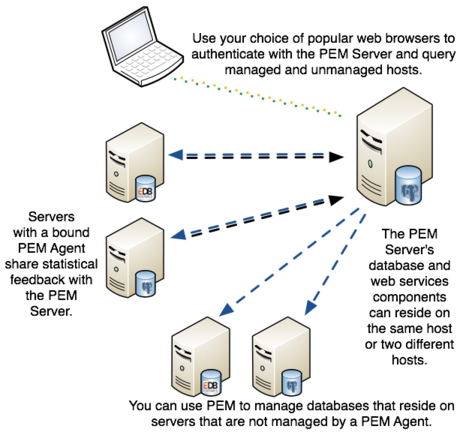 Use your choice of popular web browsers to
authenticate with the PEM Server and query
managed and unmanaged hosts.
EDB
Servers
with a bound
PEM Agent
share statistical
feedback with
the PEM
Server.
The PEM
Server's
database and
web services
components
can reside on
the same host
or two different
hosts.
EDB
You can use PEM to manage databases that reside on
servers that are not managed by a PEM Agent.